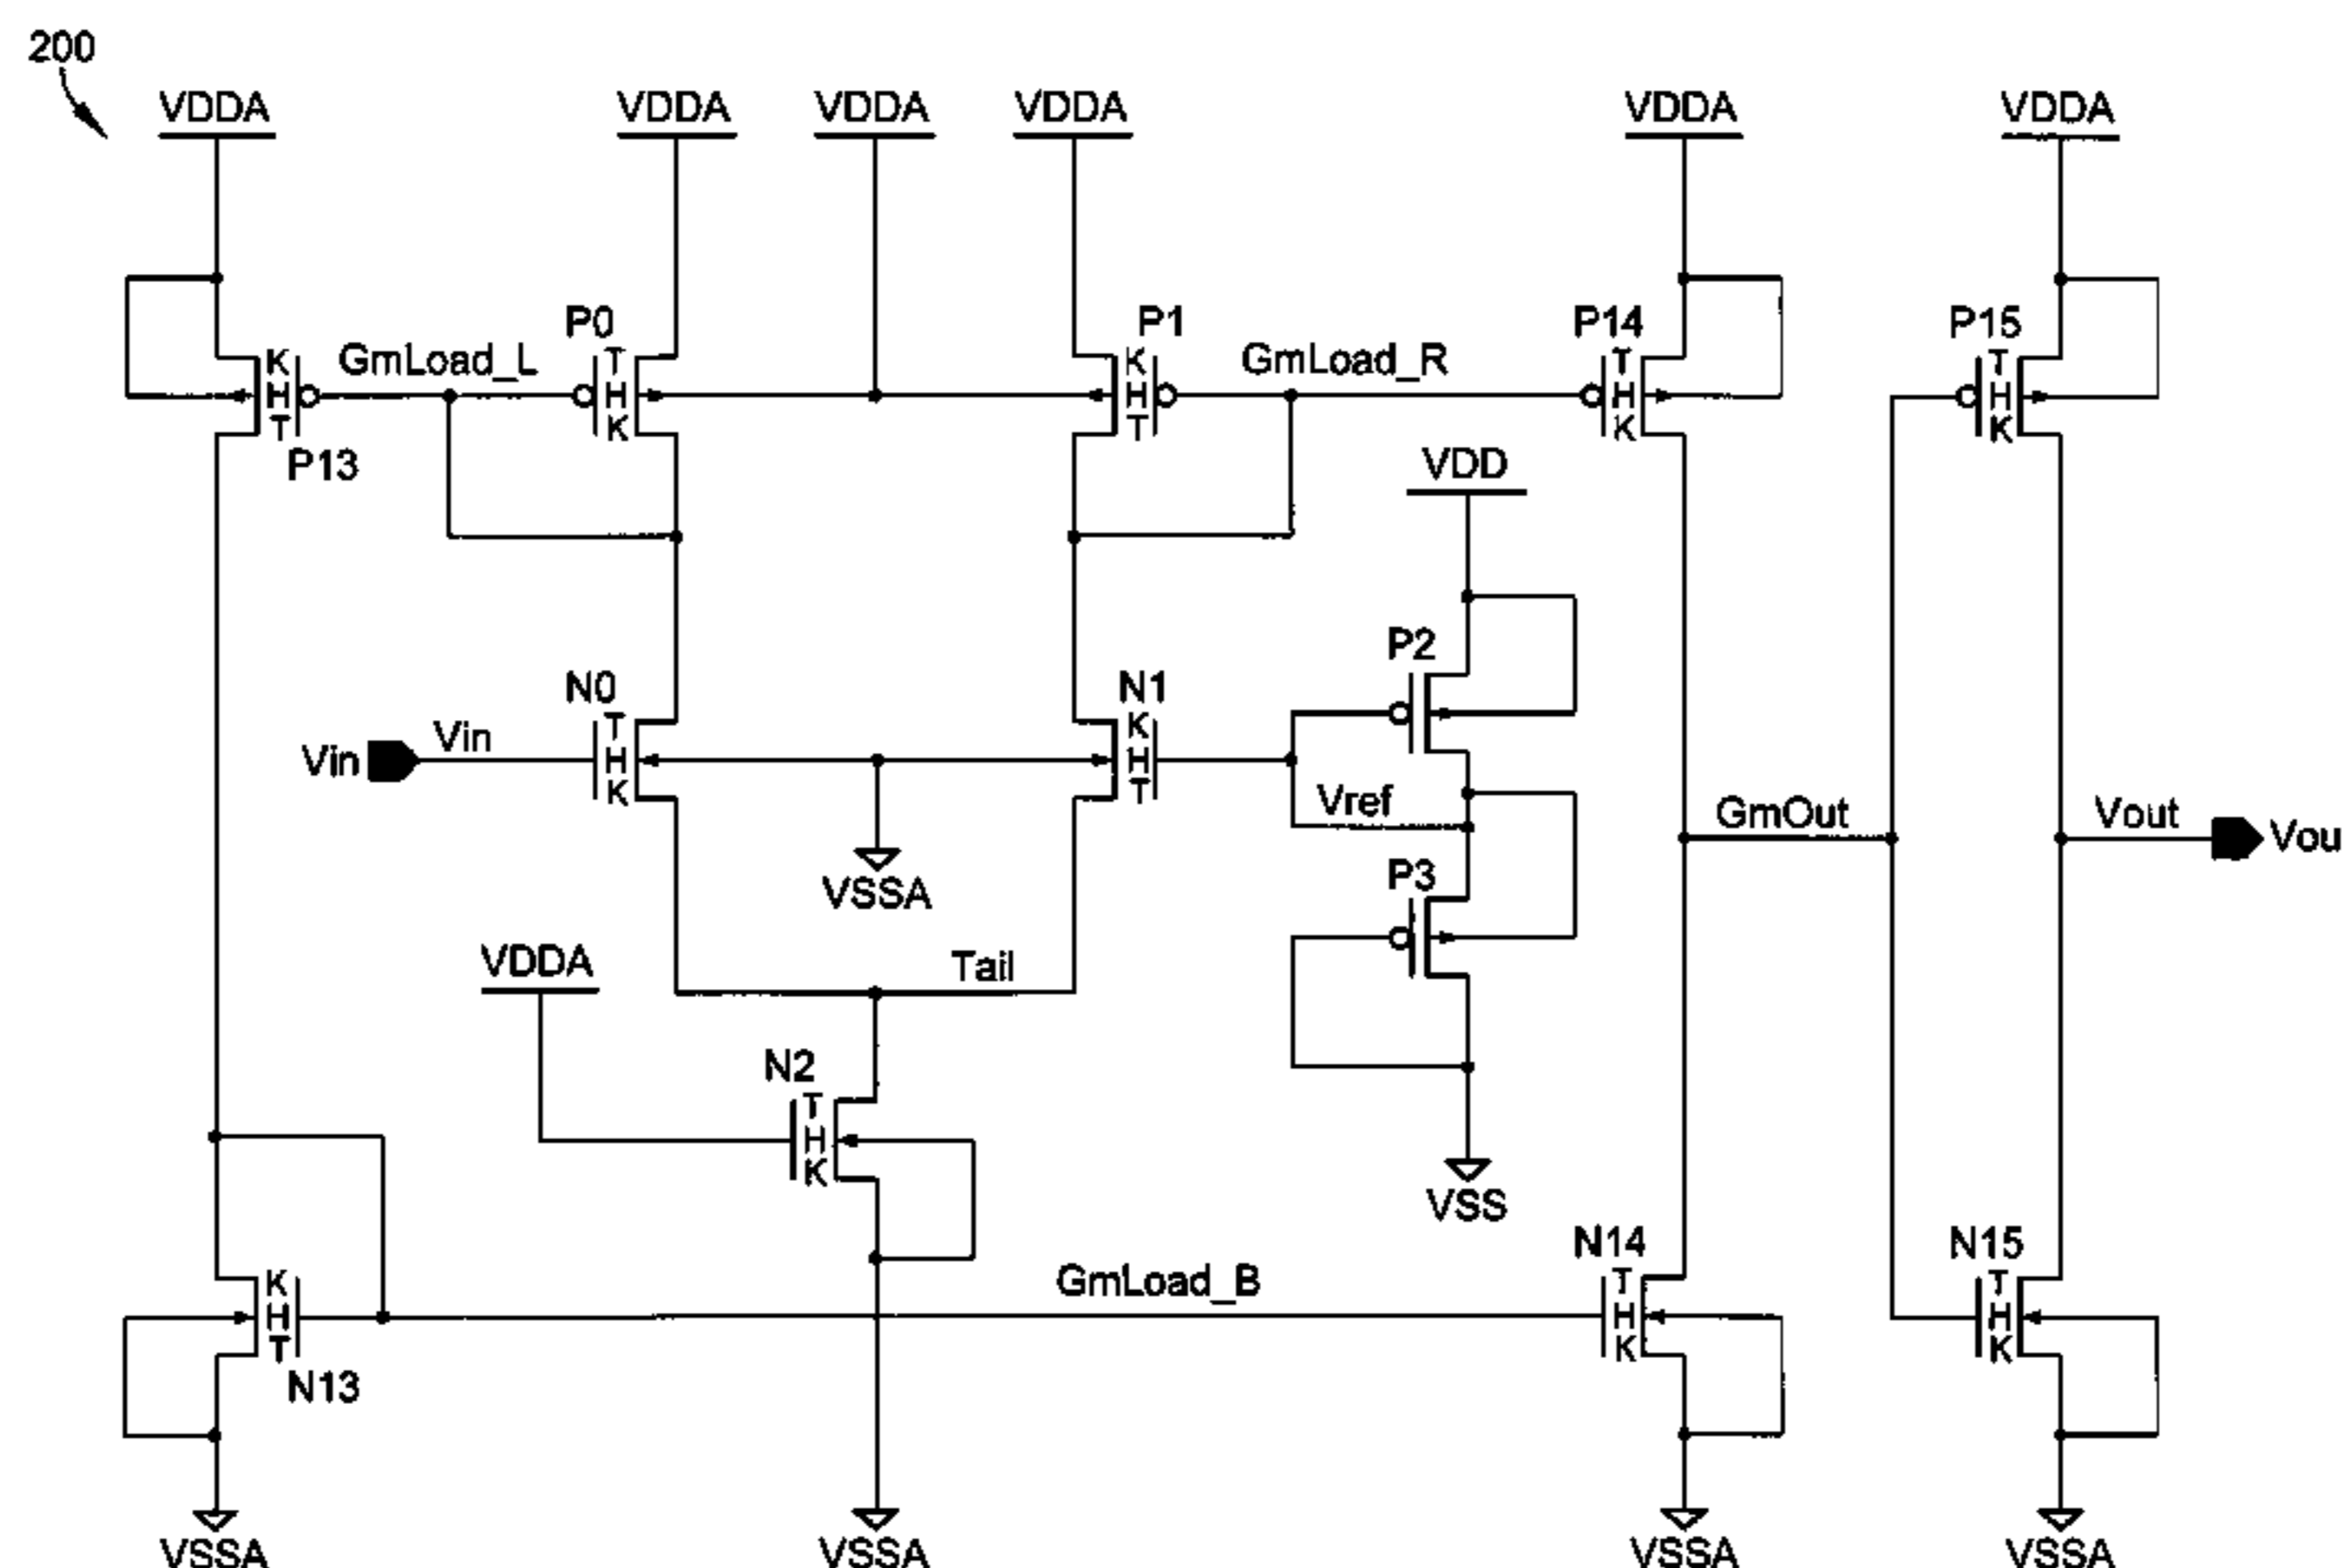 200
VDDA VDDA VDDA VDDA VDDA VDDA
P0 P1 P14 P15
K
H
T
GmLoad_L
T
H
K
K
H
T
GmLoad_R
T
H
K
T
H
K
P13
VDD
P2
N0 N1
Vin Vin
T
H
K
K
H
T
Vref
GmOut
Vout Vou
VSSA
P3
VDDA
Tail
N2
T
H
K
VSS
GmLoad_B
N14 N15
K
H
T
T
H
K
T
H
K
N13
VSSA VSSA VSSA VSSA